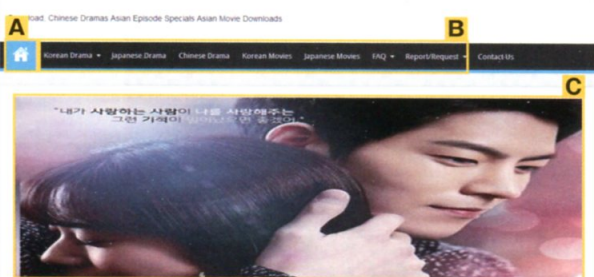 A
load: Chinese Dramas Asian Episode Specials Asian Movie Downloads
B
Korean Drama Japanese Drama Chinese Drama Korean Movies Japanese Movies FAQ Report/Request Contact Us
C
"내가 사랑하는 사람이 나를 사랑해주는
그런 기적이